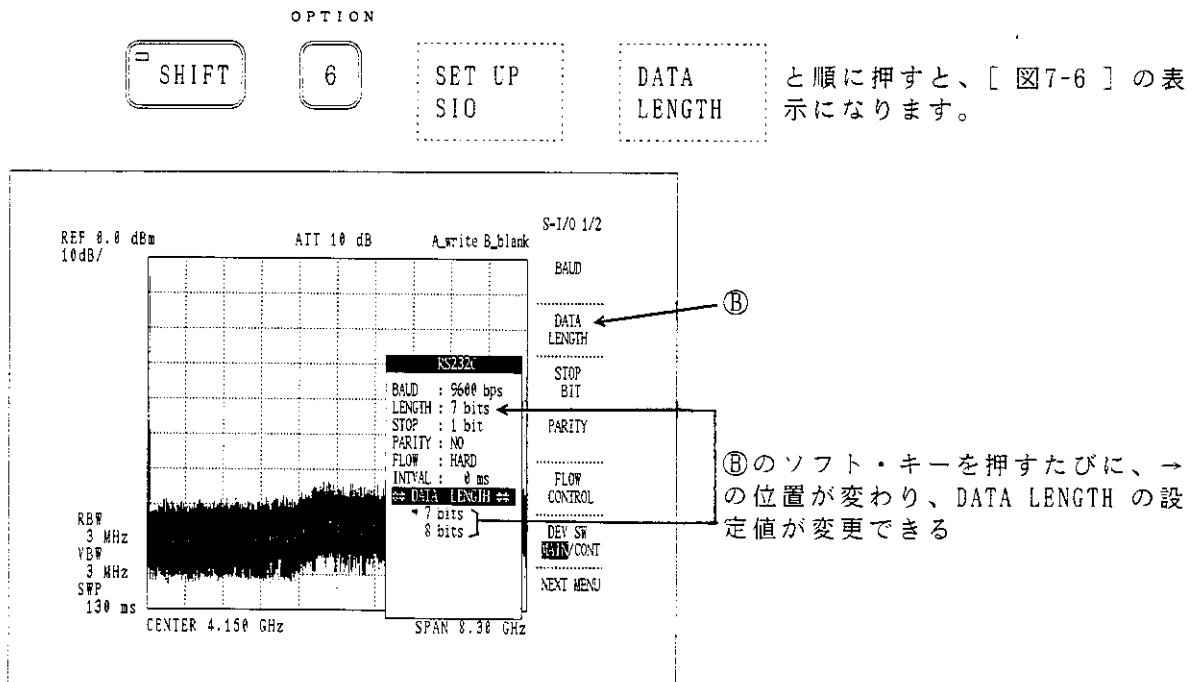 OPTION
SHIFT
6
SET UP
SIO
DATA
LENGTH
と順に押すと、[ 図7-6 ] の表
示になります。
S-I/O 1/2
REF 0.0 dBm
ATT 10 dB
A_write B_blank
10dB/
BAUD
DATA
LENGTH
Ⓑ
STOP
BIT
PARITY
FLOW
CONTROL
DEV SW
MAIN/CONT
NEXT MENU
RS232C
BAUD : 9600 bps
LENGTH : 7 bits
STOP : 1 bit
PARITY : NO
FLOW : HARD
INTVAL : 0 ms
## DATA LENGTH ##
7 bits
8 bits
Ⓑのソフト・キーを押すたびに、→
の位置が変わり、DATA LENGTH の設
定値が変更できる
RBW
3 MHz
VBW
3 MHz
SWP
130 ms
CENTER 4.150 GHz
SPAN 8.30 GHz